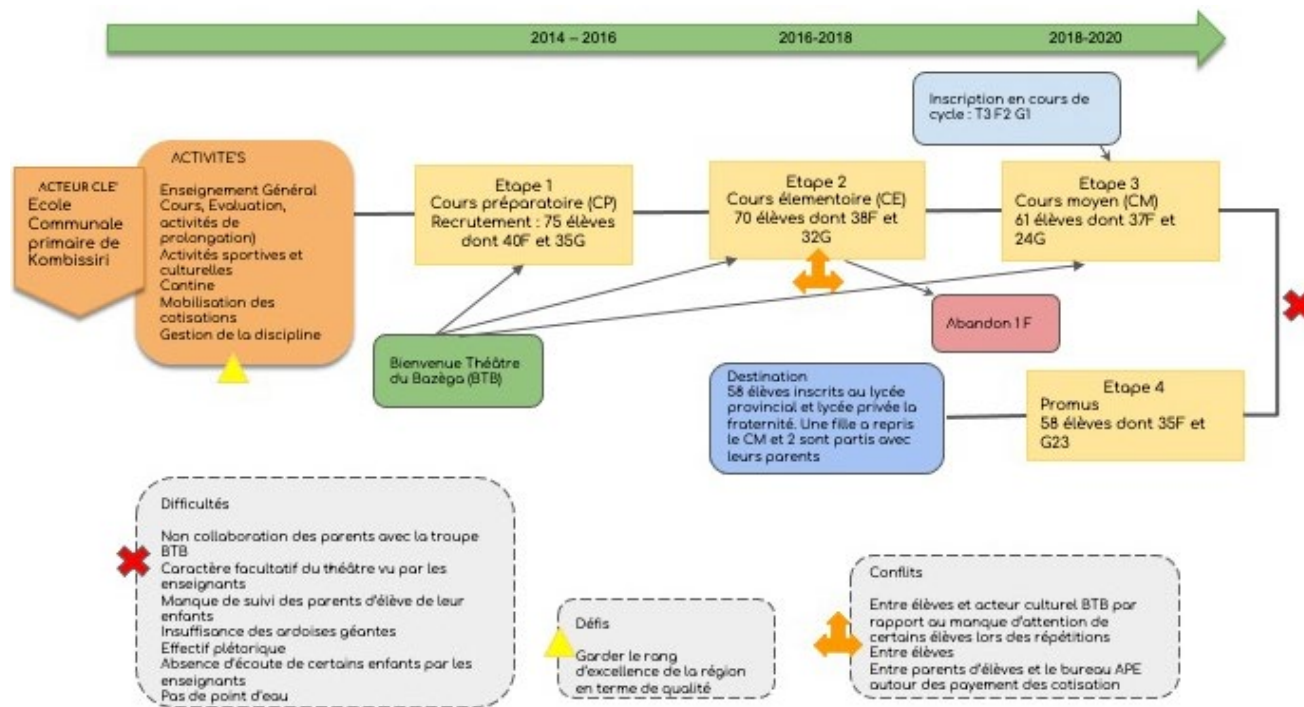 2014 – 2016
2016-2018
2018-2020
Inscription en cours de
cycle : T3 F2 G1
ACTEUR CLE'
Ecole
Communale
primaire de
Kombissiri
ACTIVITE'S
Enseignement Général
Cours, Evaluation,
activités de
prolongation)
Activités sportives et
culturelles
Cantine
Mobilisation des
cotisations
Gestion de la discipline
Etape 1
Cours préparatoire (CP)
Recrutement : 75 élèves
dont 40F et 35G
Etape 2
Cours élementoire (CE)
70 élèves dont 38F et
32G
Etape 3
Cours moyen (CM)
61 élèves dont 37F et
24G
Bienvenue Théâtre
du Bazèga (BTB)
Abandon 1 F
Destination
58 élèves inscrits au lycée
provincial et lycée privée la
fraternité. Une fille a repris
le CM et 2 sont partis avec
leurs parents
Etape 4
Promus
58 élèves dont 35F et
G23
Difficultés
Non collaboration des parents avec la troupe
BTB
Caractère facultatif du théâtre vu par les
enseignants
Manque de suivi des parents d'élève de leur
enfants
Insuffisance des ardoises géantes
Effectif plétorique
Absence d'écoute de certains enfants par les
enseignants
Pas de point d'eau
Défis
Garder le rang
d'excellence de la région
en terme de qualité
Conflits
Entre élèves et acteur culturel BTB par
rapport au manque d'attention de
certains élèves lors des répétitions
Entre élèves
Entre parents d'élèves et le bureau APE
autour des payement des cotisation